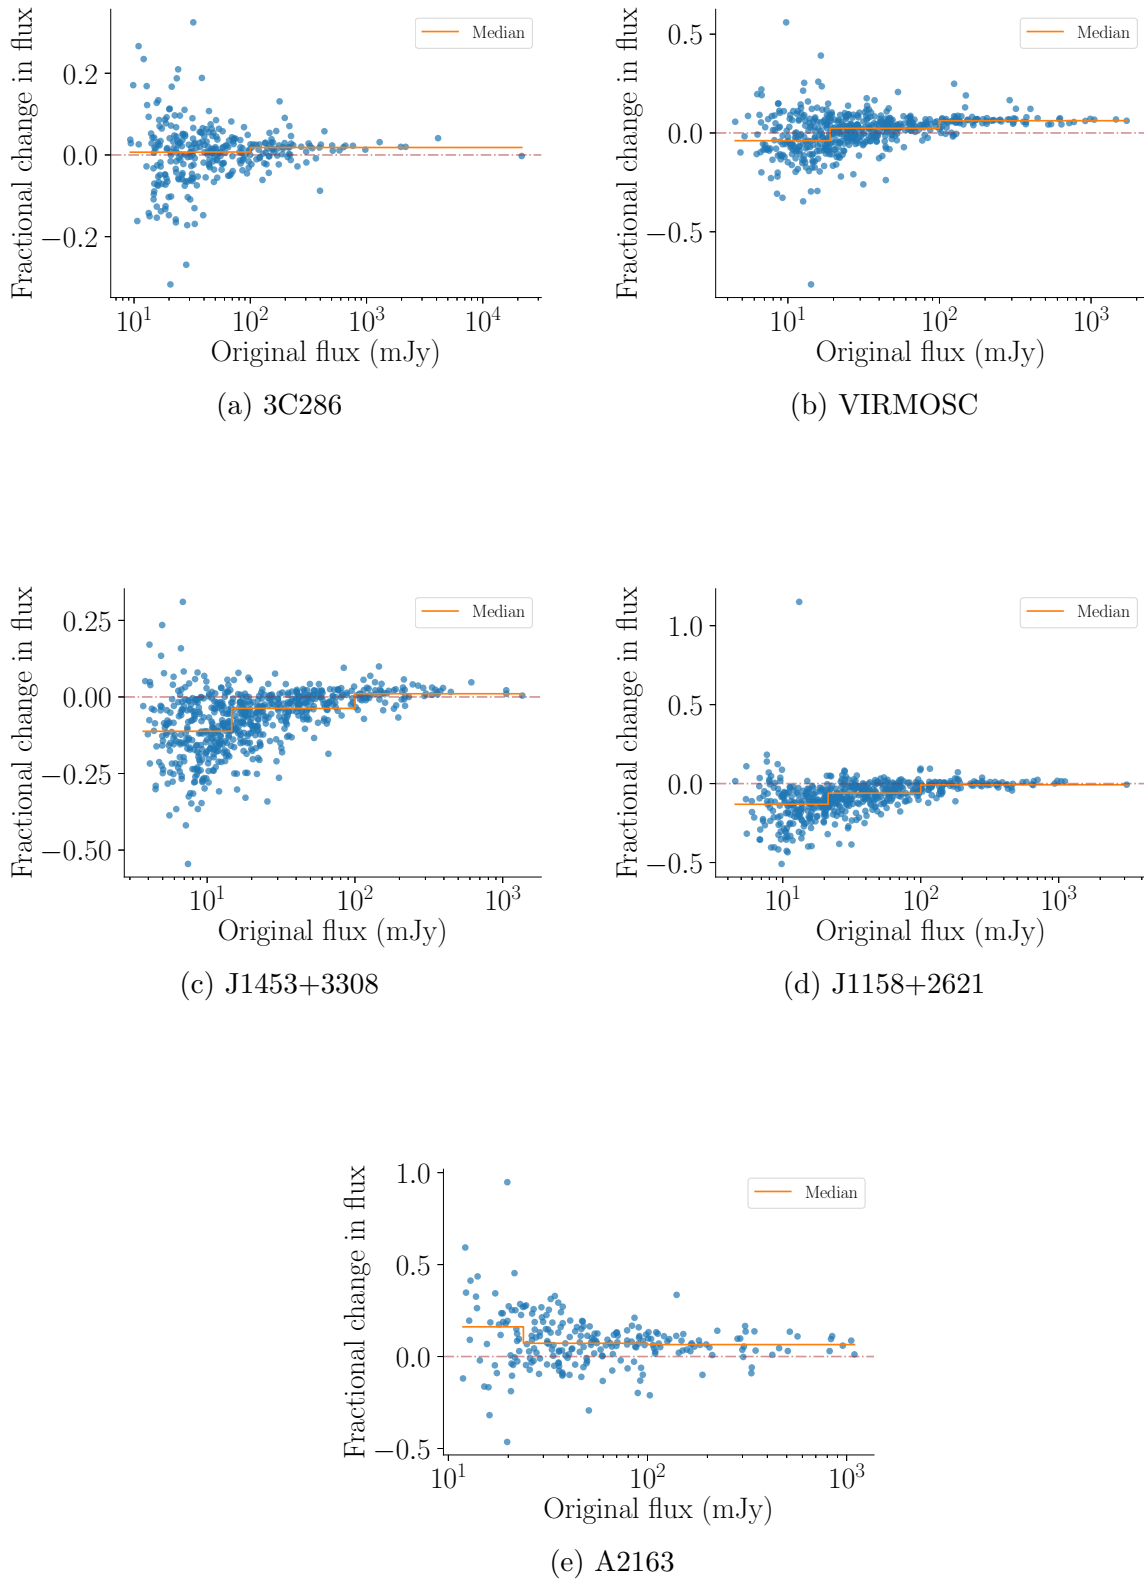 Fractional change in flux
0.2
0.0
−0.2
Median
10^1
10^2
10^3
10^4
Original flux (mJy)
(a) 3C286
Fractional change in flux
0.5
0.0
−0.5
Median
10^1
10^2
10^3
Original flux (mJy)
(b) VIRMOSC
Fractional change in flux
0.25
0.00
−0.25
−0.50
Median
10^1
10^2
10^3
Original flux (mJy)
(c) J1453+3308
Fractional change in flux
1.0
0.5
0.0
−0.5
Median
10^1
10^2
10^3
Original flux (mJy)
(d) J1158+2621
Fractional change in flux
1.0
0.5
0.0
−0.5
Median
10^1
10^2
10^3
Original flux (mJy)
(e) A2163